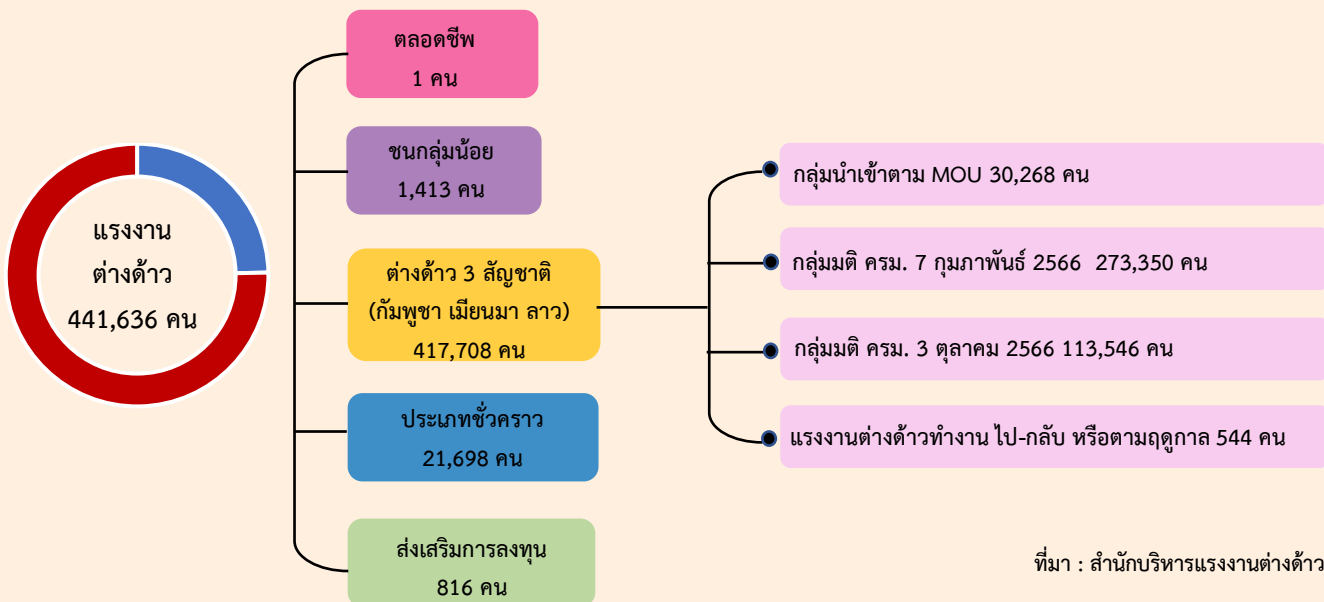 แรงงาน
ต่างด้าว
441,636 คน
ตลอดชีพ
1 คน
ชนกลุ่มน้อย
1,413 คน
ต่างด้าว 3 สัญชาติ
(กัมพูชา เมียนมา ลาว)
417,708 คน
ประเภทชั่วคราว
21,698 คน
ส่งเสริมการลงทุน
816 คน
กลุ่มนำเข้าตาม MOU 30,268 คน
กลุ่มมติ ครม. 7 กุมภาพันธ์ 2566 273,350 คน
กลุ่มมติ ครม. 3 ตุลาคม 2566 113,546 คน
แรงงานต่างด้าวทำงาน ไป-กลับ หรือตามฤดูกาล 544 คน
ที่มา : สำนักบริหารแรงงานต่างด้าว